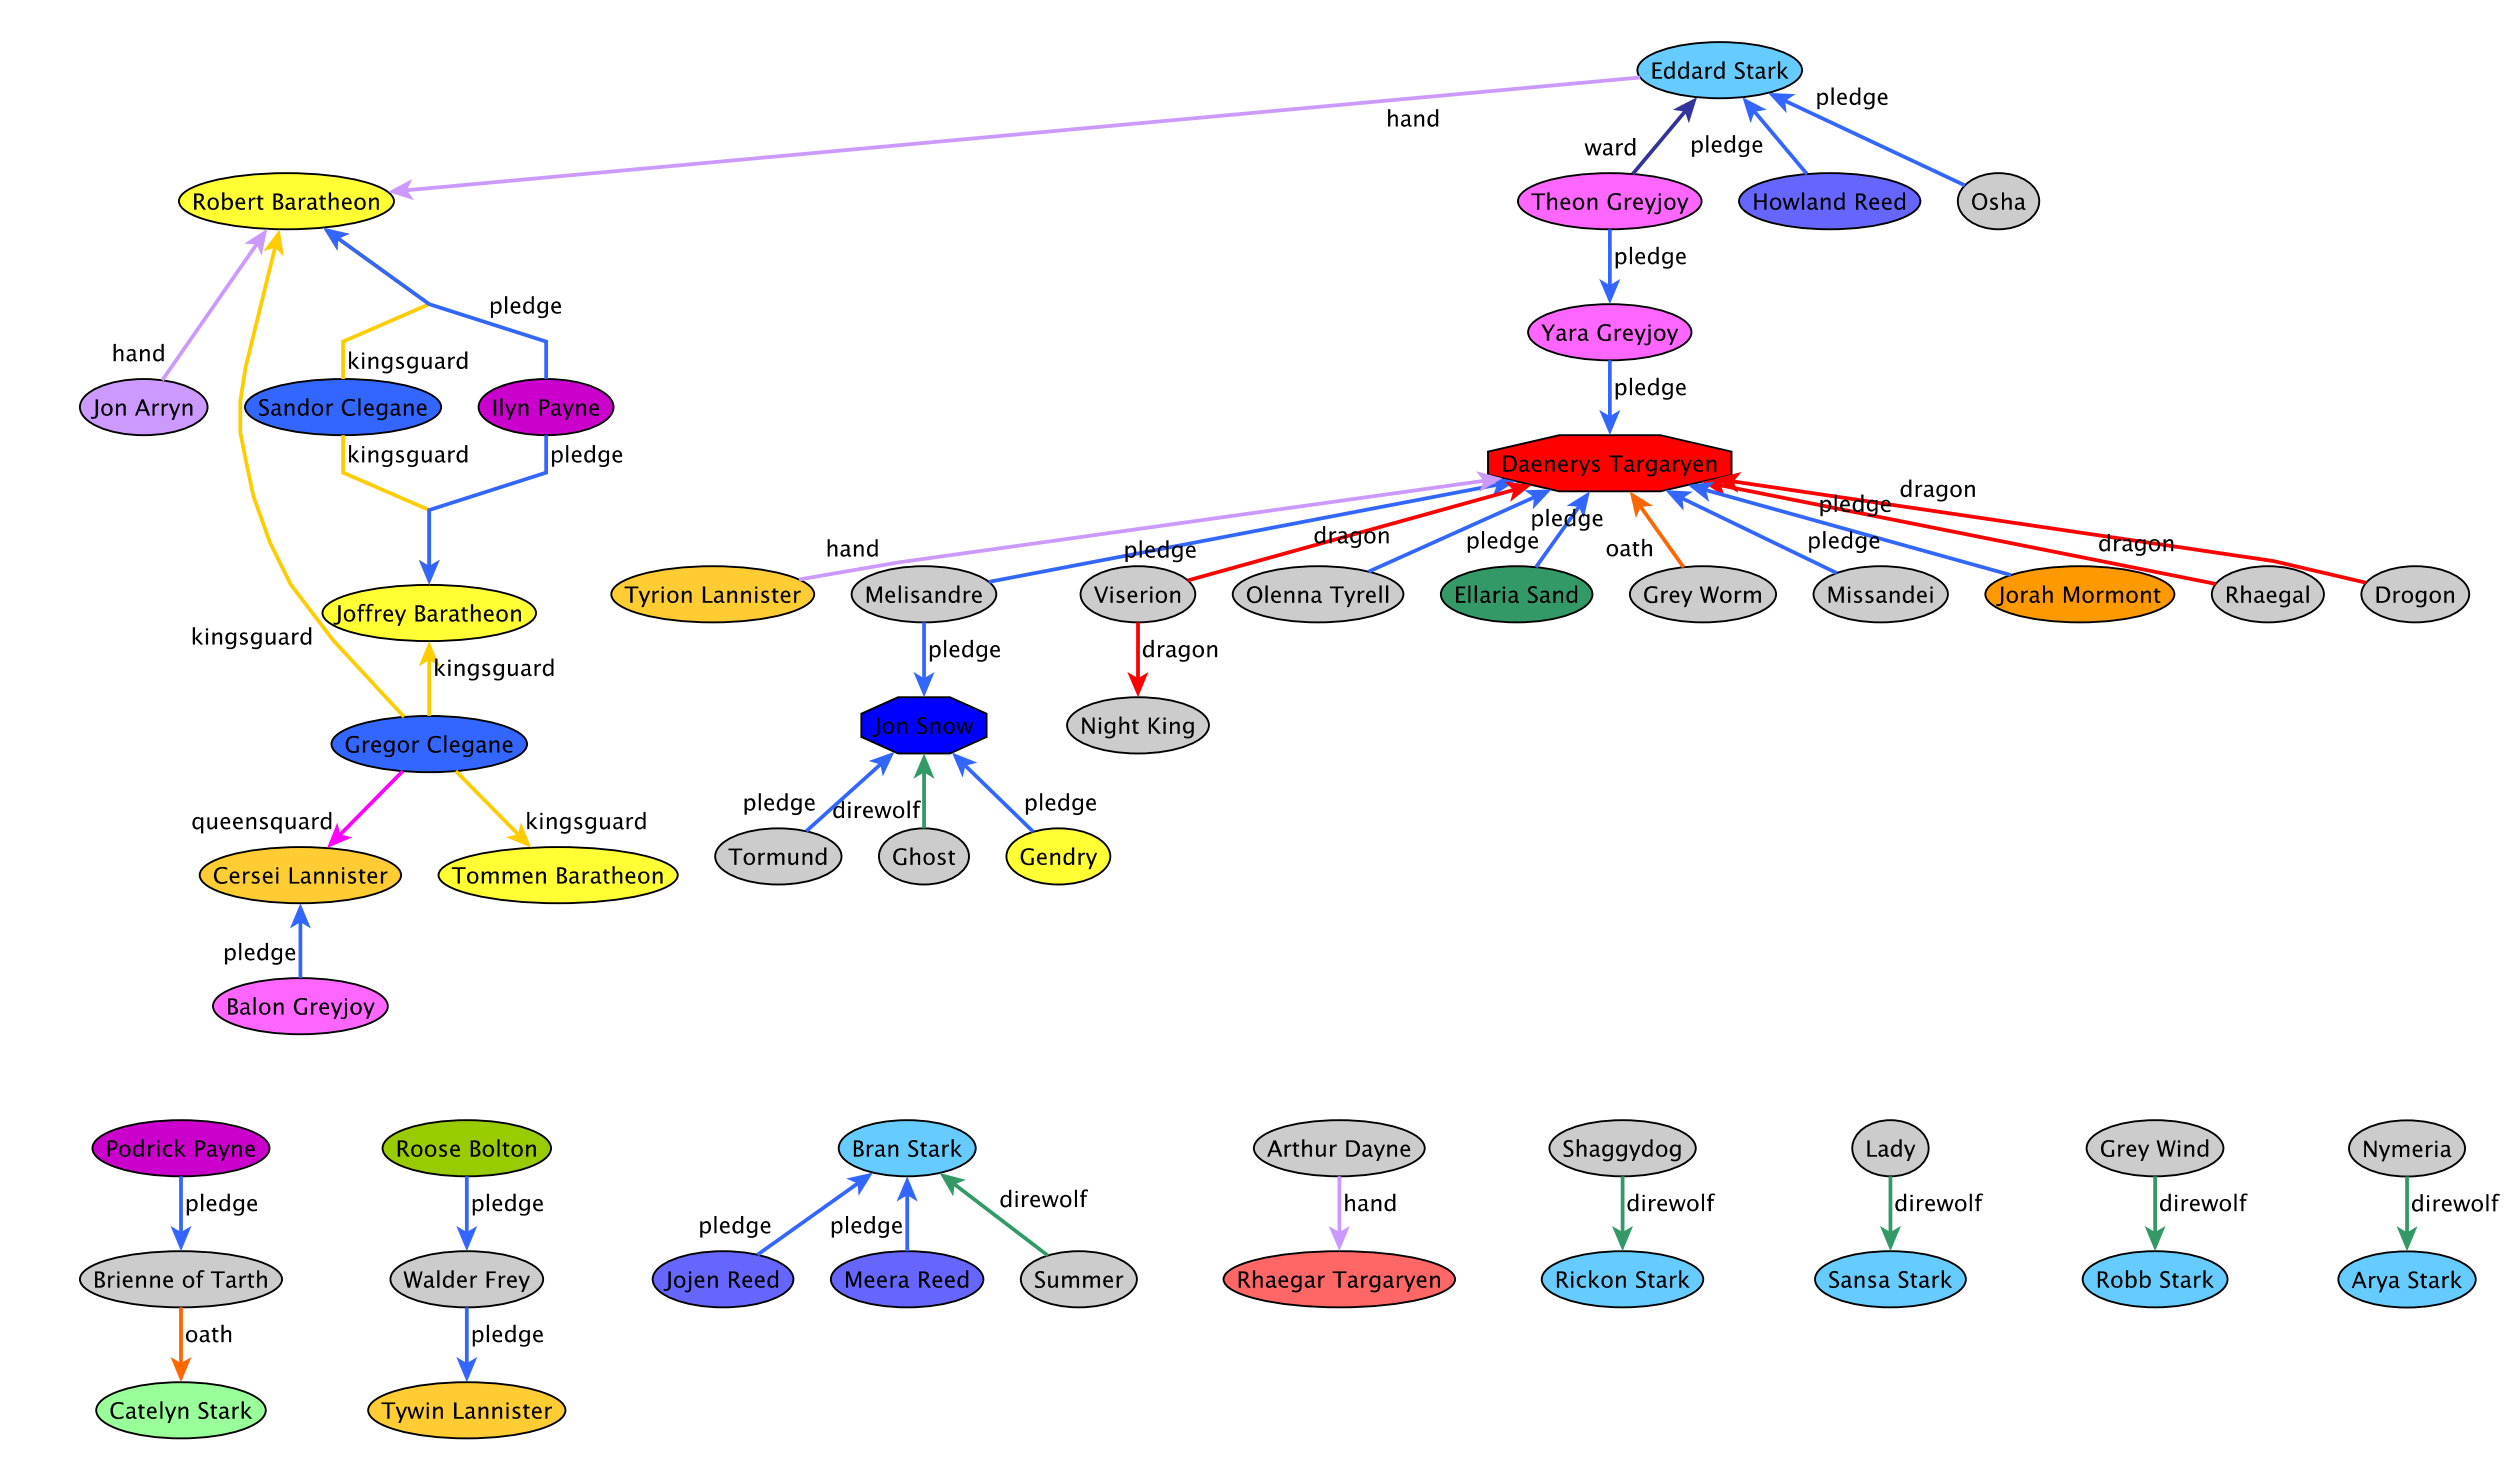 Eddard Stark
pledge
hand
ward
pledge
Robert Baratheon
Theon Greyjoy
Howland Reed
Osha
pledge
pledge
Yara Greyjoy
hand
kingsguard
pledge
Jon Arryn
Sandor Clegane
Ilyn Payne
kingsguard
pledge
Daenerys Targaryen
dragon
pledge
pledge
dragon
pledge
pledge
dragon
hand
pledge
oath
Tyrion Lannister
Melisandre
Viserion
Olenna Tyrell
Ellaria Sand
Grey Worm
Missandei
Jorah Mormont
Rhaegal
Drogon
Joffrey Baratheon
kingsguard
kingsguard
pledge
dragon
Gregor Clegane
Jon Snow
Night King
queensquard
kingsguard
pledge
direwolf
pledge
Cersei Lannister
Tommen Baratheon
Tormund
Ghost
Gendry
pledge
Balon Greyjoy
Podrick Payne
Roose Bolton
Bran Stark
Arthur Dayne
Shaggydog
Lady
Grey Wind
Nymeria
pledge
pledge
pledge
pledge
direwolf
hand
direwolf
direwolf
direwolf
direwolf
Brienne of Tarth
Walder Frey
Jojen Reed
Meera Reed
Summer
Rhaegar Targaryen
Rickon Stark
Sansa Stark
Robb Stark
Arya Stark
oath
pledge
Catelyn Stark
Tywin Lannister